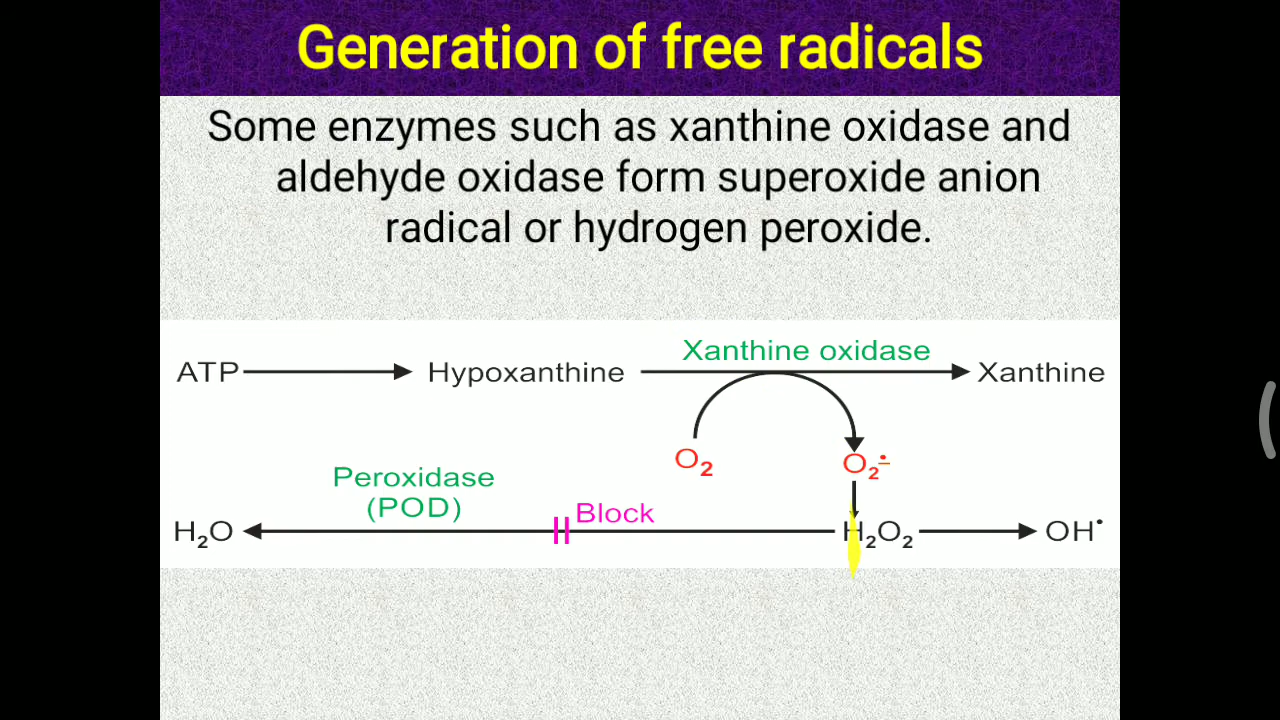 Generation of free radicals
Some enzymes such as xanthine oxidase and
aldehyde oxidase form superoxide anion
radical or hydrogen peroxide.
Xanthine oxidase
ATP Hypoxanthine Xanthine
O₂ O₂•−
Peroxidase
(POD)
Block
H₂O H₂O₂ OH•